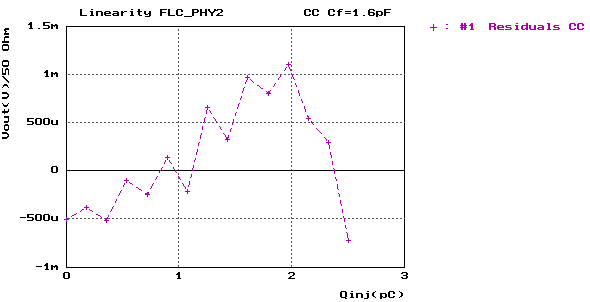 Linearity FLC_PHY2 CC Cf=1.6pF
+ : #1 Residuals CC
Vout(V)/50 Ohm
1.5m
1m
500u
0
-500u
-1m
0 1 2 3
Qinj(pC)